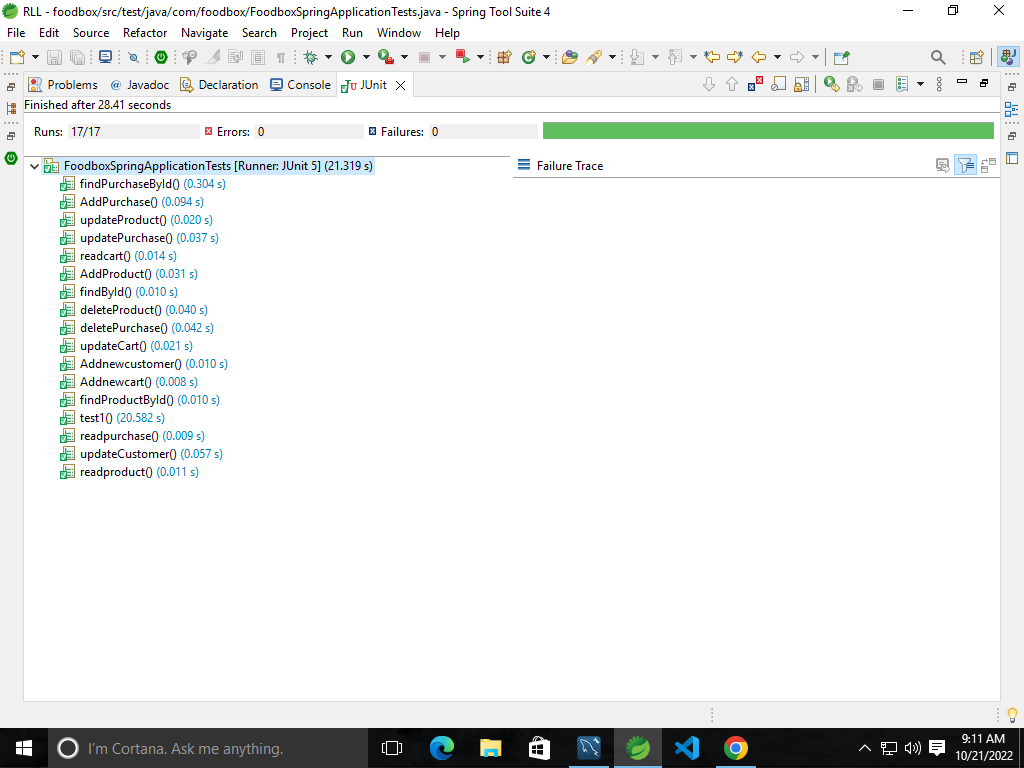 RLL - foodbox/src/test/java/com/foodbox/FoodboxSpringApplicationTests.java - Spring Tool Suite 4
File Edit Source Refactor Navigate Search Project Run Window Help
Problems @ Javadoc Declaration Console JUnit
Finished after 28.41 seconds
Runs: 17/17 Errors: 0 Failures: 0
FoodboxSpringApplicationTests [Runner: JUnit 5] (21.319 s)
Failure Trace
findPurchaseById() (0.304 s)
AddPurchase() (0.094 s)
updateProduct() (0.020 s)
updatePurchase() (0.037 s)
readcart() (0.014 s)
AddProduct() (0.031 s)
findById() (0.010 s)
deleteProduct() (0.040 s)
deletePurchase() (0.042 s)
updateCart() (0.021 s)
Addnewcustomer() (0.010 s)
Addnewcart() (0.008 s)
findProductById() (0.010 s)
test1() (20.582 s)
readpurchase() (0.009 s)
updateCustomer() (0.057 s)
readproduct() (0.011 s)
I'm Cortana. Ask me anything.
9:11 AM
10/21/2022